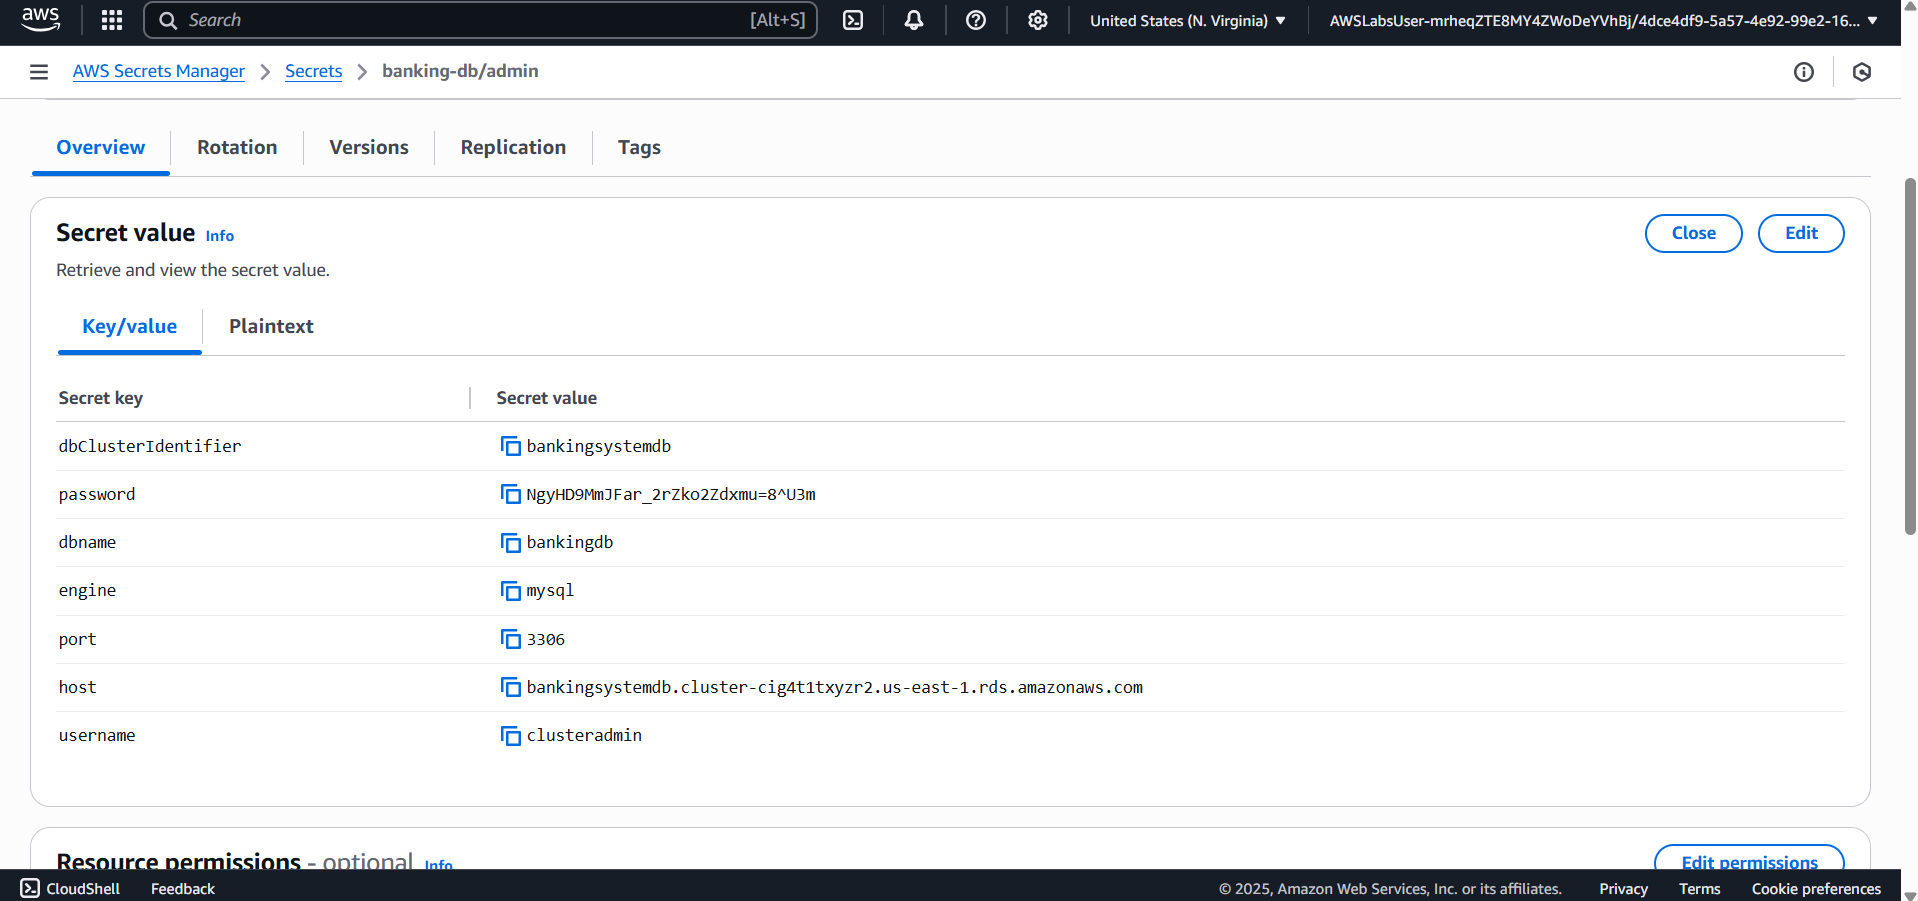 aws
Search [Alt+S] United States (N. Virginia) AWSLabsUser-mrheqZTE8MY4ZWoDeYVhBj/4dce4df9-5a57-4e92-99e2-16...
AWS Secrets Manager Secrets banking-db/admin
Overview Rotation Versions Replication Tags
Secret value Info Close Edit
Retrieve and view the secret value.
Key/value Plaintext
Secret key Secret value
dbClusterIdentifier bankingsystemdb
password NgyHD9MmJFar_2rZko2Zdxmu=8^U3m
dbname bankingdb
engine mysql
port 3306
host bankingsystemdb.cluster-cig4t1txyzr2.us-east-1.rds.amazonaws.com
username clusteradmin
Resource permissions - optional Info Edit permissions
CloudShell Feedback © 2025, Amazon Web Services, Inc. or its affiliates. Privacy Terms Cookie preferences